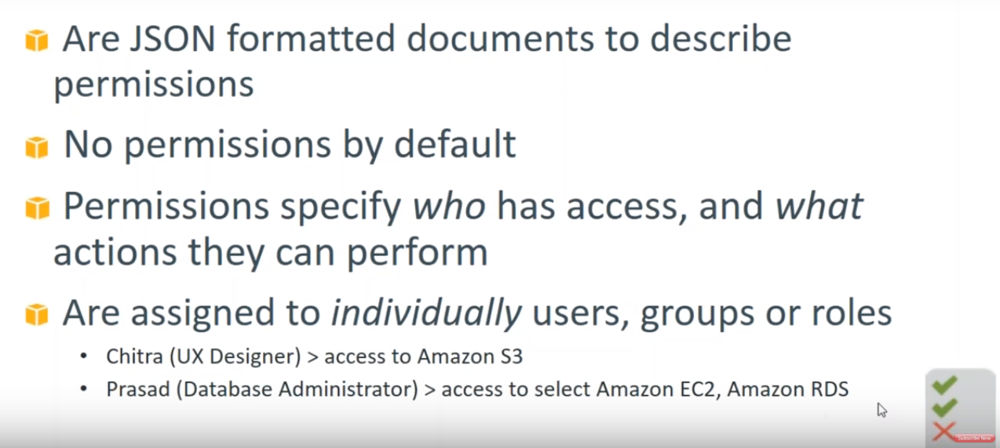 Are JSON formatted documents to describe
permissions
No permissions by default
Permissions specify who has access, and what
actions they can perform
Are assigned to individually users, groups or roles
• Chitra (UX Designer) > access to Amazon S3
• Prasad (Database Administrator) > access to select Amazon EC2, Amazon RDS
Subscribe Now